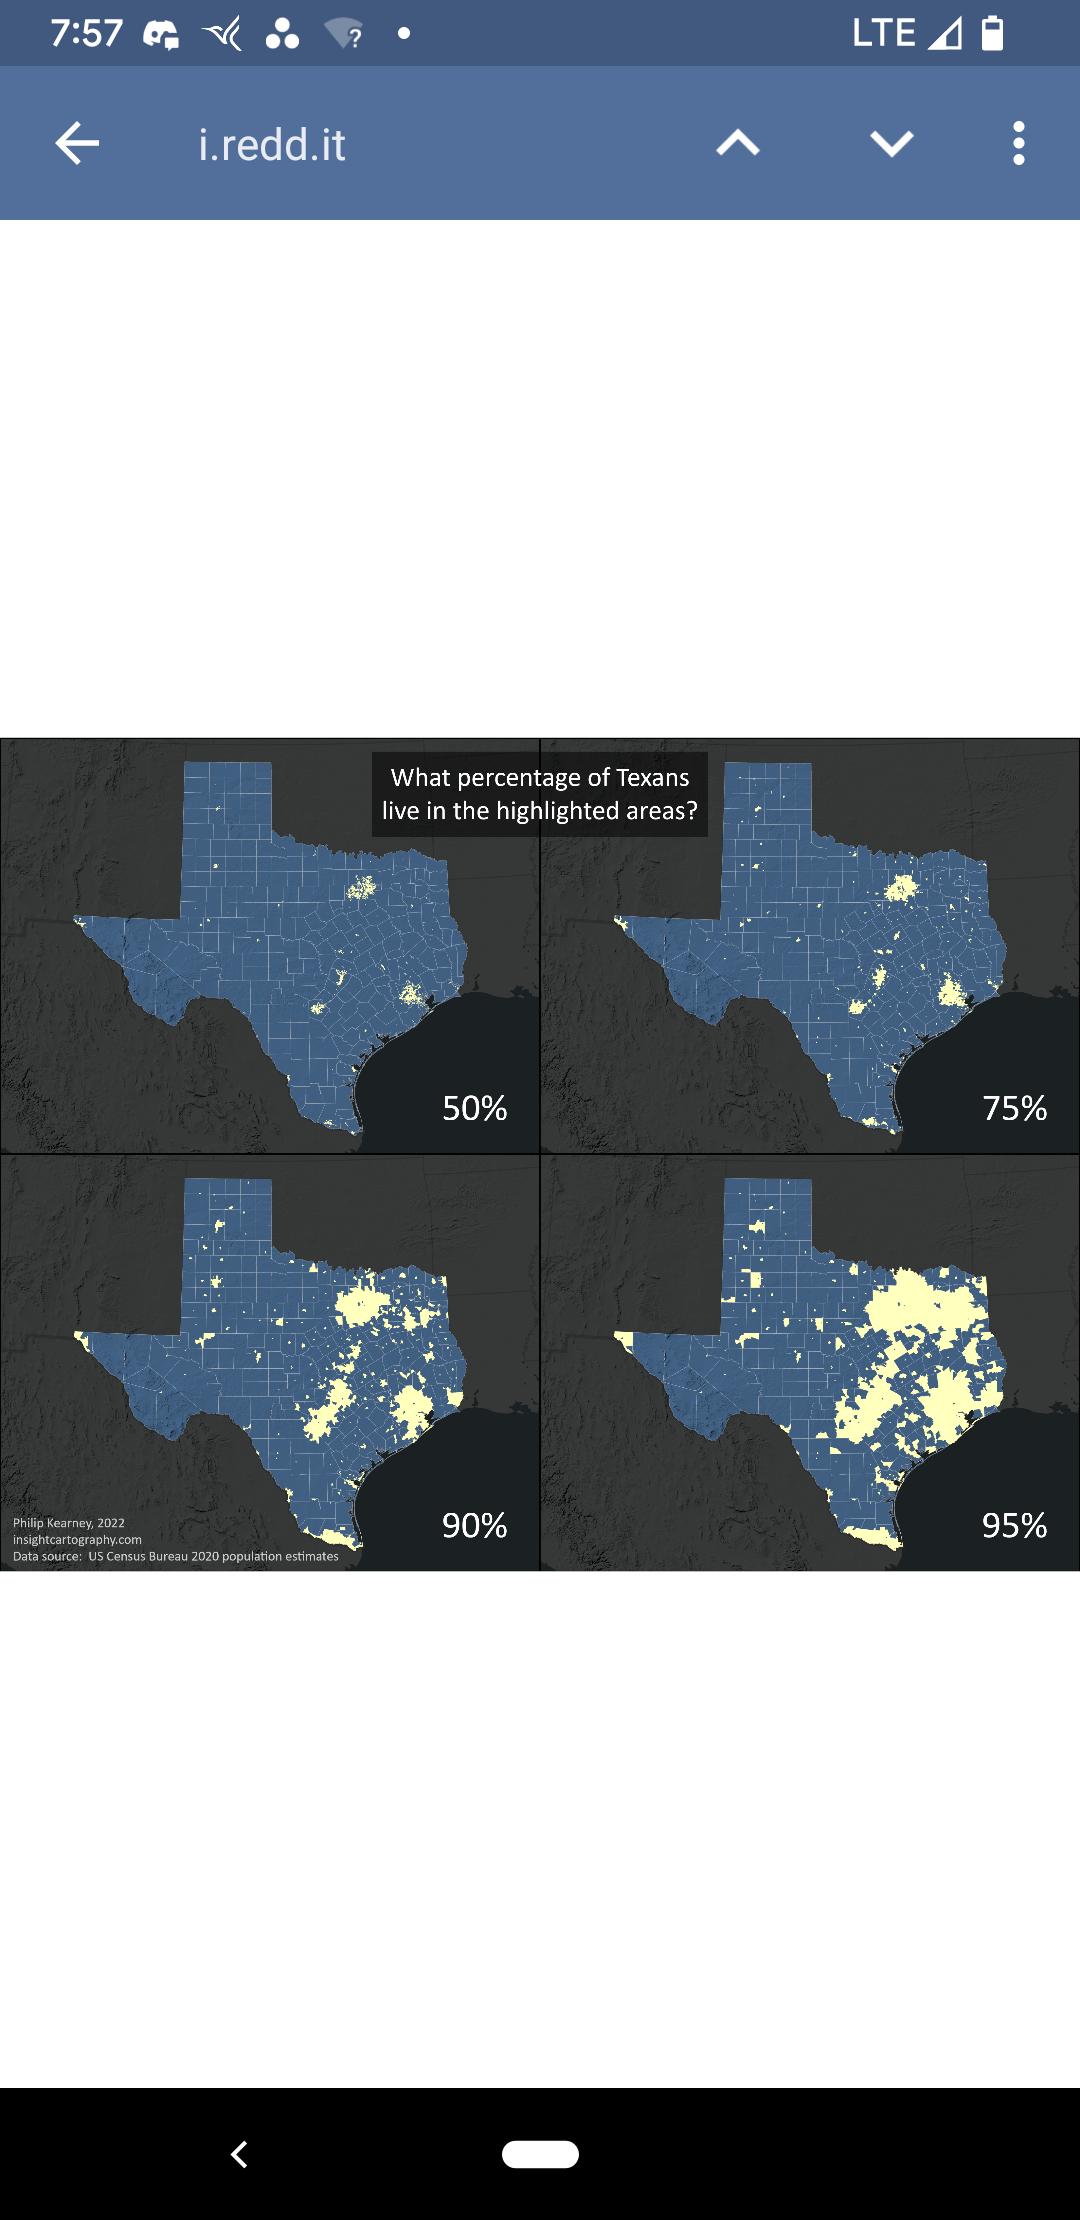 7:57
LTE
i.redd.it
What percentage of Texans
live in the highlighted areas?
50%
75%
90%
95%
Philip Kearney, 2022
insightcartography.com
Data source: US Census Bureau 2020 population estimates